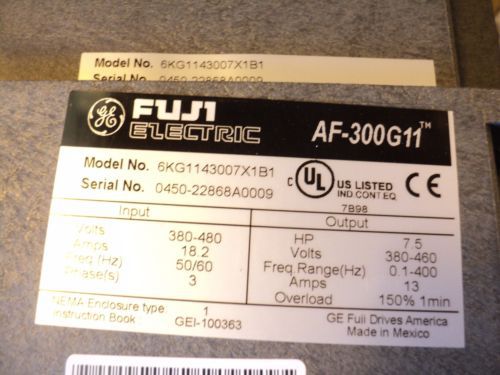 Model No. 6KG1143007X1B1
Serial No. 0450-22868A0009
GE FUJI ELECTRIC AF-300G11™
Model No. 6KG1143007X1B1
Serial No. 0450-22868A0009
C UL US LISTED IND.CONT.EQ CE
7B98
Input Output
Volts 380-480
Amps 18.2
Freq.(Hz) 50/60
Phase(s) 3
HP 7.5
Volts 380-460
Freq.Range(Hz) 0.1-400
Amps 13
Overload 150% 1min
NEMA Enclosure type 1
Instruction Book GEI-100363
GE Fuji Drives America
Made in Mexico